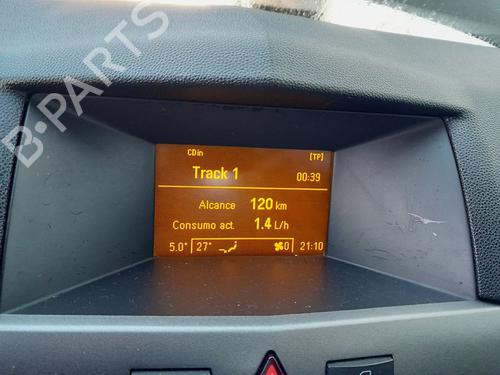 B-PARTS
CDin [TP]
Track 1 00:39
Alcance 120 km
Consumo act. 1.4 L/h
5.0° 27° 0 21:10